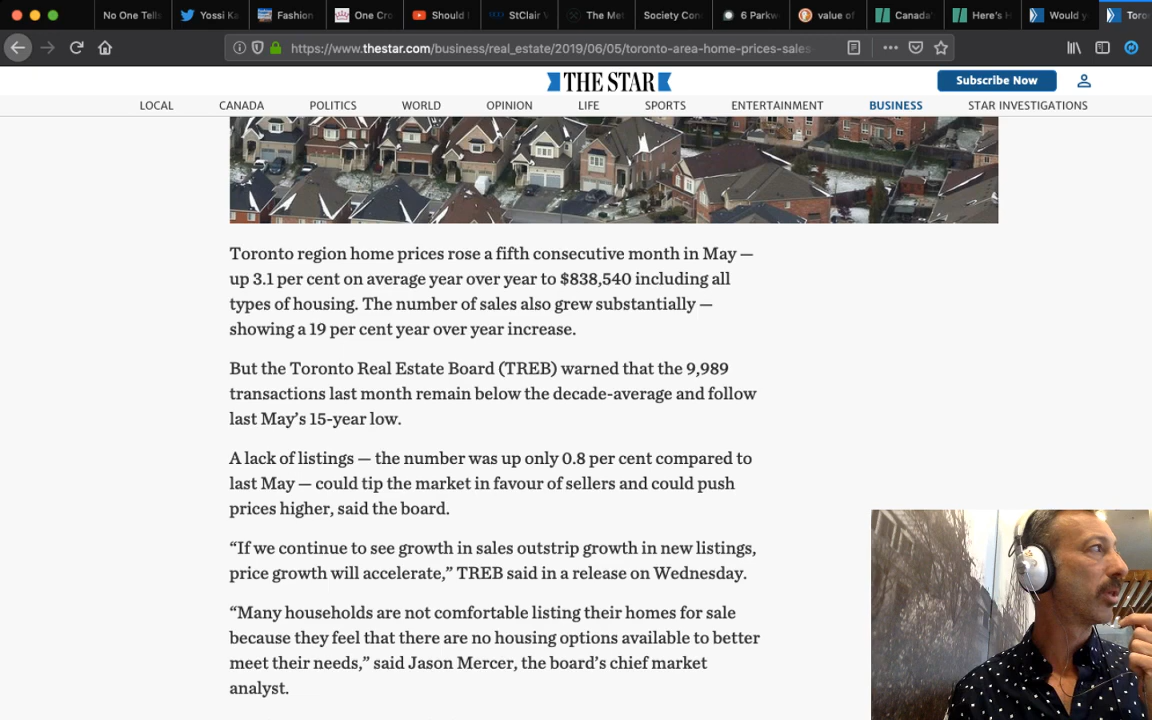 No One Tells
Yossi Ka
Fashion
One Cro
Should
StClair
The Met
Society Con
6 Parkw
value of
Canada'
Here's H
Would y
Toro
https://www.thestar.com/business/real_estate/2019/06/05/toronto-area-home-prices-sales
THE STAR
Subscribe Now
LOCAL CANADA POLITICS WORLD OPINION LIFE SPORTS ENTERTAINMENT BUSINESS STAR INVESTIGATIONS
Toronto region home prices rose a fifth consecutive month in May —
up 3.1 per cent on average year over year to $838,540 including all
types of housing. The number of sales also grew substantially —
showing a 19 per cent year over year increase.
But the Toronto Real Estate Board (TREB) warned that the 9,989
transactions last month remain below the decade-average and follow
last May’s 15-year low.
A lack of listings — the number was up only 0.8 per cent compared to
last May — could tip the market in favour of sellers and could push
prices higher, said the board.
“If we continue to see growth in sales outstrip growth in new listings,
price growth will accelerate,” TREB said in a release on Wednesday.
“Many households are not comfortable listing their homes for sale
because they feel that there are no housing options available to better
meet their needs,” said Jason Mercer, the board’s chief market
analyst.